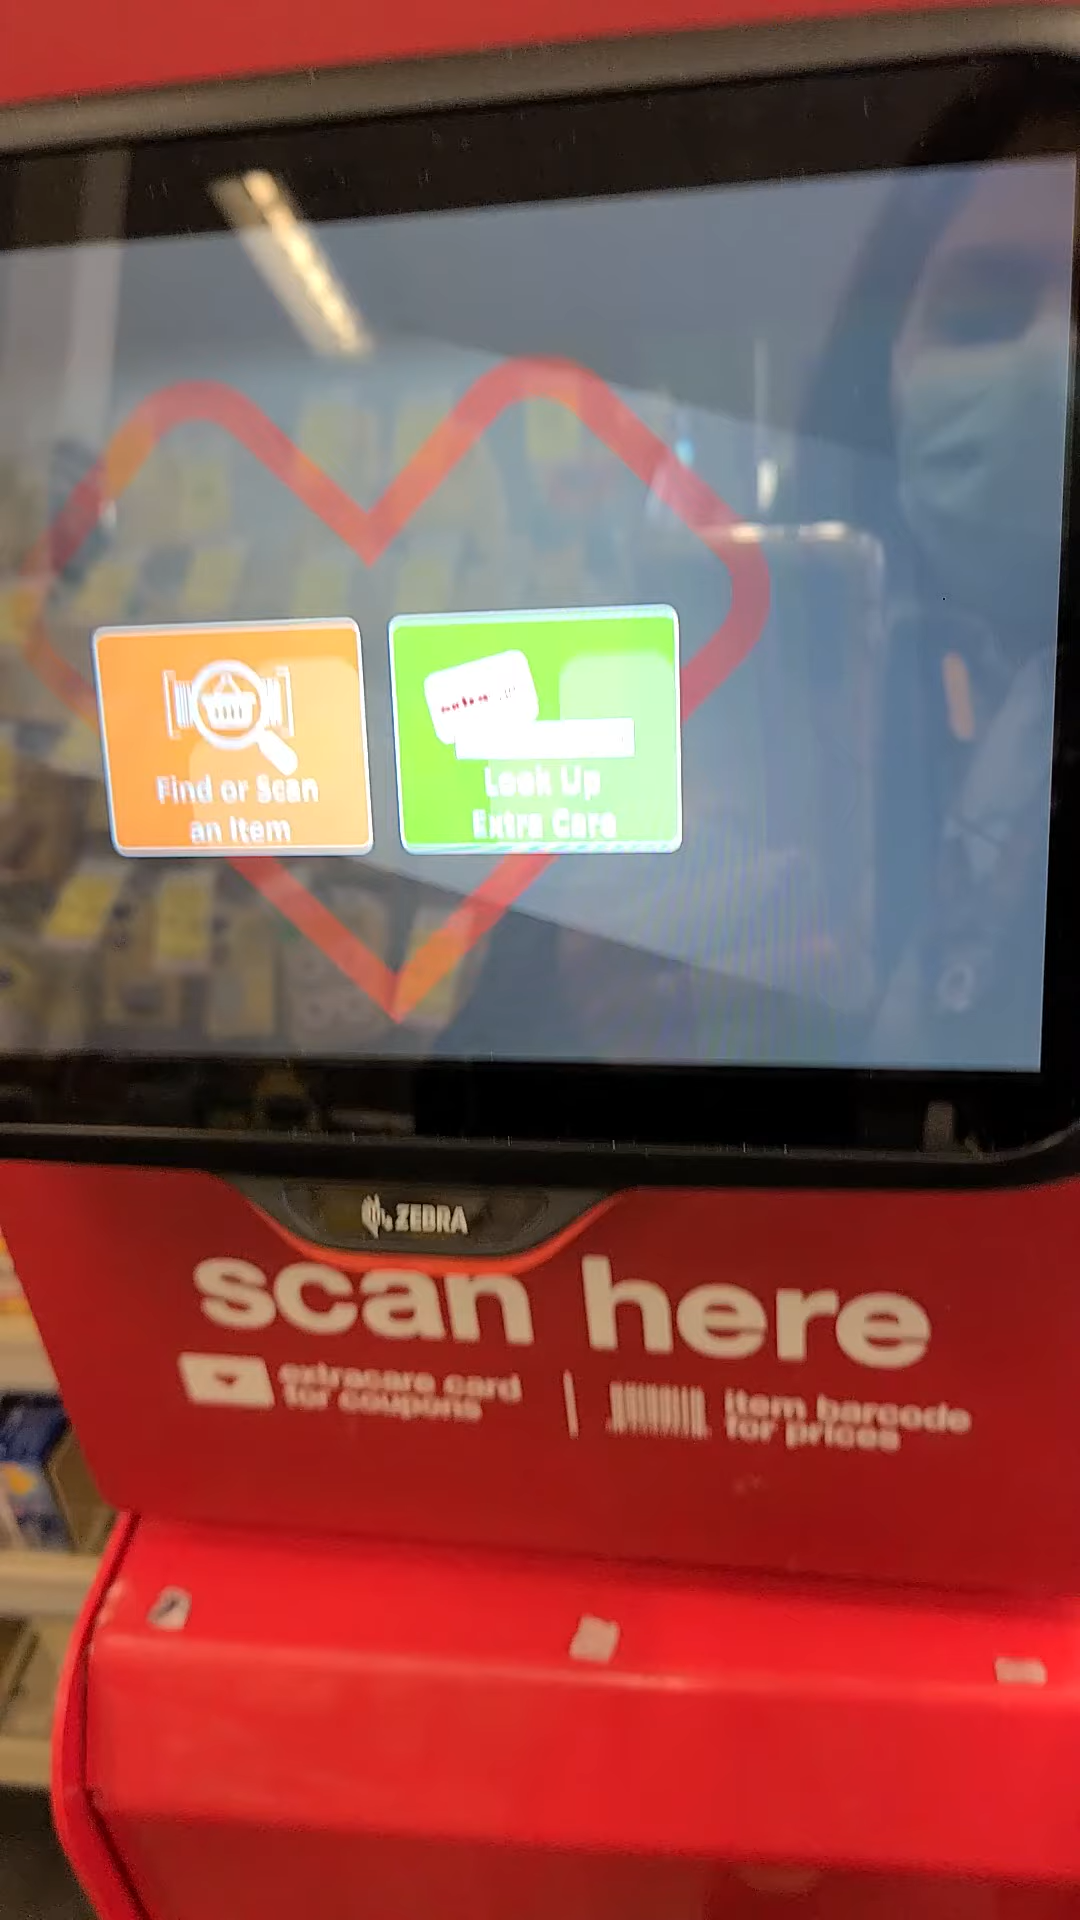 Find or Scan
an Item
extra
Look Up
Extra Care
ZEBRA
scan here
extracare card
for coupons
item barcode
for prices